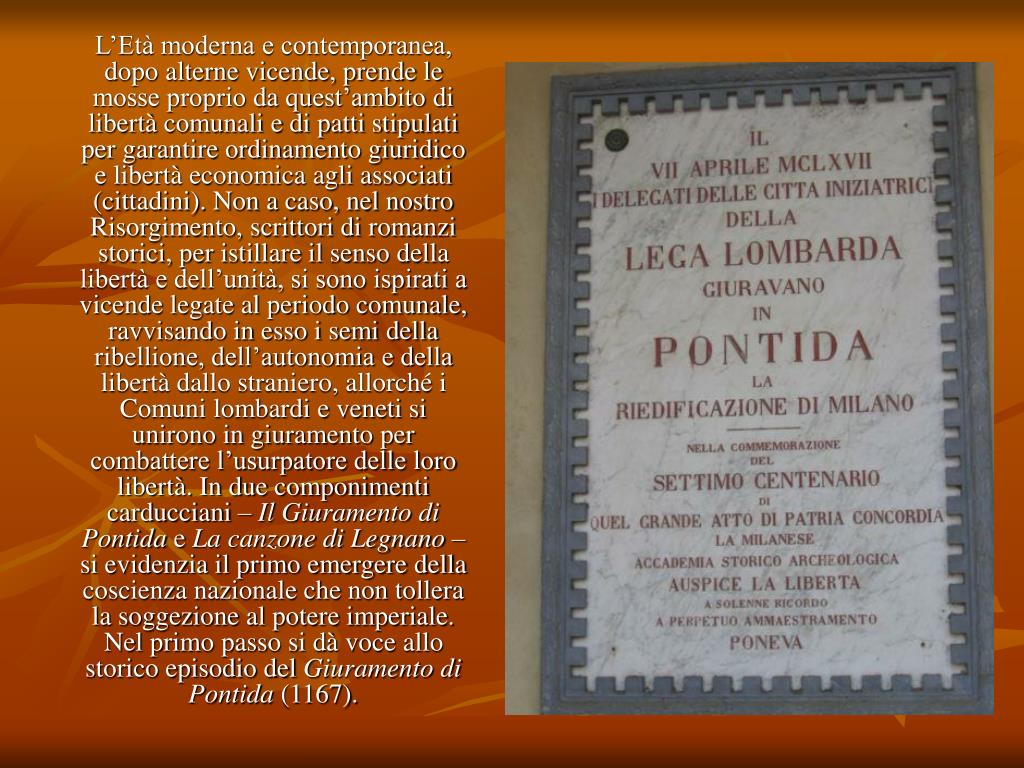 L’Età moderna e contemporanea,
dopo alterne vicende, prende le
mosse proprio da quest’ambito di
libertà comunali e di patti stipulati
per garantire ordinamento giuridico
e libertà economica agli associati
(cittadini). Non a caso, nel nostro
Risorgimento, scrittori di romanzi
storici, per istillare il senso della
libertà e dell’unità, si sono ispirati a
vicende legate al periodo comunale,
ravvisando in esso i semi della
ribellione, dell’autonomia e della
libertà dallo straniero, allorché i
Comuni lombardi e veneti si
unirono in giuramento per
combattere l’usurpatore delle loro
libertà. In due componimenti
carducciani – Il Giuramento di
Pontida e La canzone di Legnano –
si evidenzia il primo emergere della
coscienza nazionale che non tollera
la soggezione al potere imperiale.
Nel primo passo si dà voce allo
storico episodio del Giuramento di
Pontida (1167).
IL
VII APRILE MCLXVII
I DELEGATI DELLE CITTA INIZIATRICI
DELLA
LEGA LOMBARDA
GIURAVANO
IN
PONTIDA
LA
RIEDIFICAZIONE DI MILANO
NELLA COMMEMORAZIONE
DEL
SETTIMO CENTENARIO
DI
QUEL GRANDE ATTO DI PATRIA CONCORDIA
LA MILANESE
ACCADEMIA STORICO ARCHEOLOGICA
AUSPICE LA LIBERTA
A SOLENNE RICORDO
A PERPETUO AMMAESTRAMENTO
PONEVA